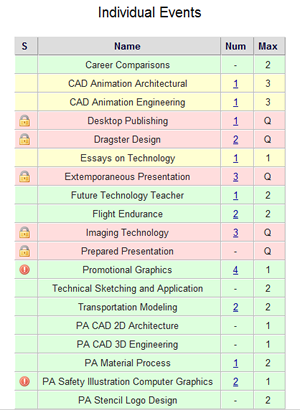 Individual Events
S Name Num Max
Career Comparisons - 2
CAD Animation Architectural 1 3
CAD Animation Engineering 1 3
Desktop Publishing 1 Q
Dragster Design 2 Q
Essays on Technology 1 1
Extemporaneous Presentation 3 Q
Future Technology Teacher 1 2
Flight Endurance 2 2
Imaging Technology 3 Q
Prepared Presentation - Q
Promotional Graphics 4 1
Technical Sketching and Application - 2
Transportation Modeling 2 2
PA CAD 2D Architecture - 1
PA CAD 3D Engineering - 1
PA Material Process 1 2
PA Safety Illustration Computer Graphics 2 1
PA Stencil Logo Design - 2